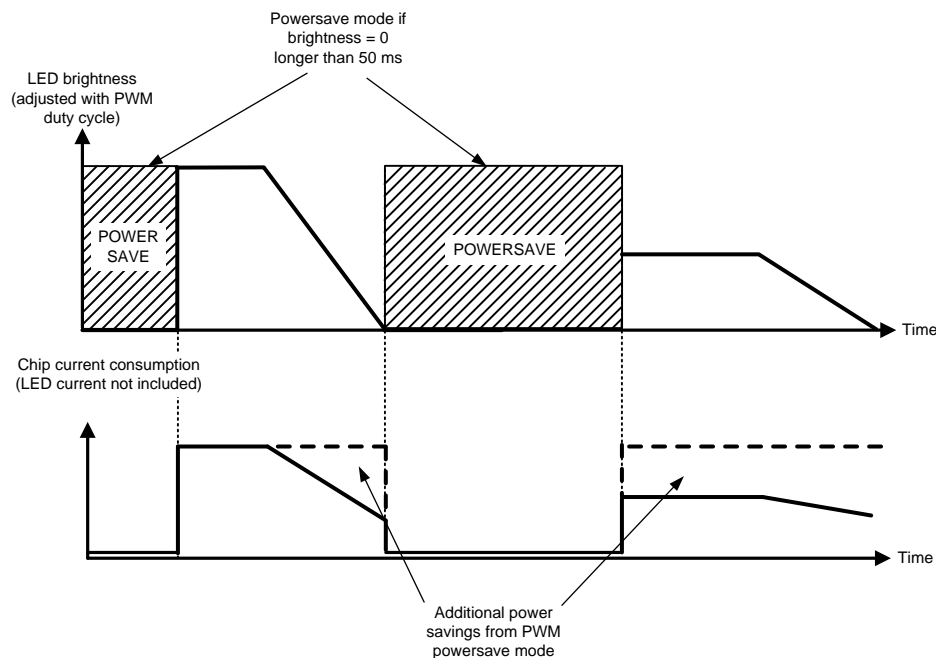 Powersave mode if
brightness = 0
longer than 50 ms
LED brightness
(adjusted with PWM
duty cycle)
POWER
SAVE
POWERSAVE
Time
Chip current consumption
(LED current not included)
Time
Additional power
savings from PWM
powersave mode